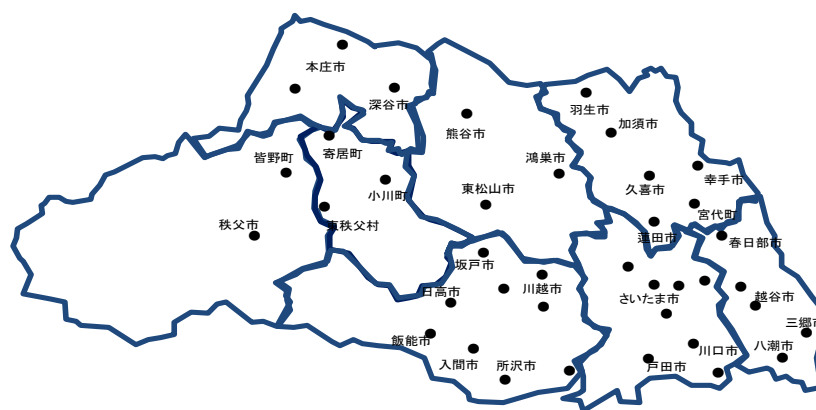 本庄市
深谷市
羽生市
加須市
熊谷市
寄居町
鴻巣市
皆野町
幸手市
小川町
久喜市
東松山市
宮代町
秩父市
東秩父村
蓮田市
春日部市
坂戸市
日高市
川越市
さいたま市
越谷市
三郷市
飯能市
川口市
八潮市
入間市
所沢市
戸田市